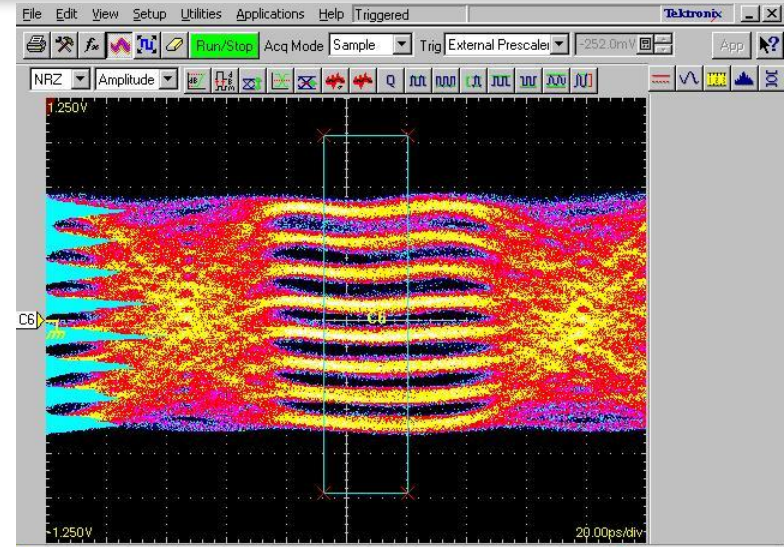 File Edit View Setup Utilities Applications Help Triggered Tektronix
Run/Stop Acq Mode Sample Trig External Prescaler -252.0mV App
NRZ Amplitude
1.250V
C6
C6
-1.250V
20.00ps/div